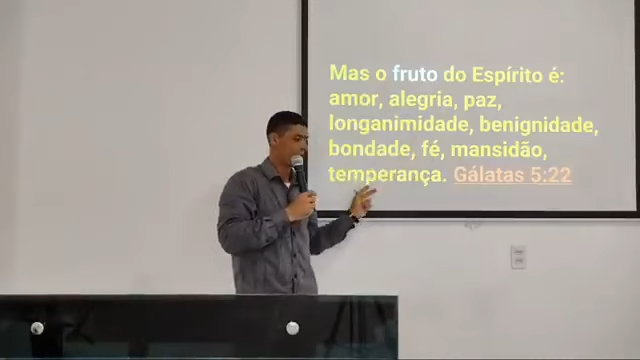 Mas o fruto do Espírito é:
amor, alegria, paz,
longanimidade, benignidade,
bondade, fé, mansidão,
temperança. Gálatas 5:22